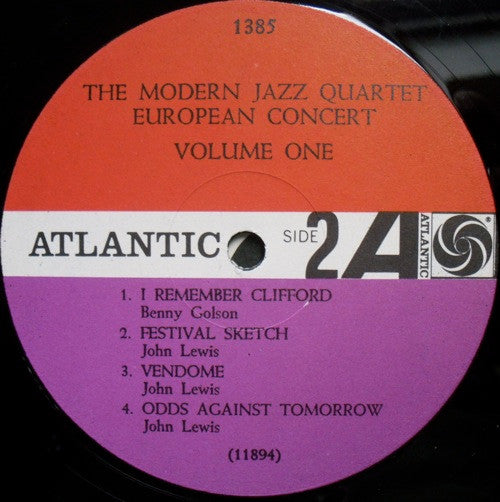 1385
THE MODERN JAZZ QUARTET
EUROPEAN CONCERT
VOLUME ONE
ATLANTIC SIDE 2 A ATLANTIC ®
1. I REMEMBER CLIFFORD
Benny Golson
2. FESTIVAL SKETCH
John Lewis
3. VENDOME
John Lewis
4. ODDS AGAINST TOMORROW
John Lewis
(11894)